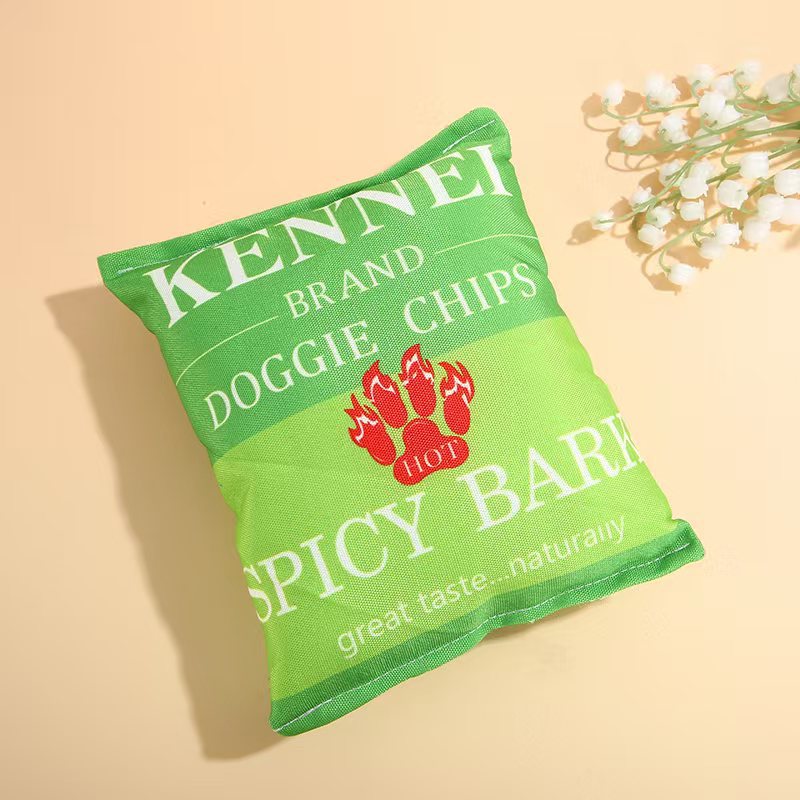 KENNEL
BRAND
DOGGIE CHIPS
HOT
SPICY BARK
great taste...naturally